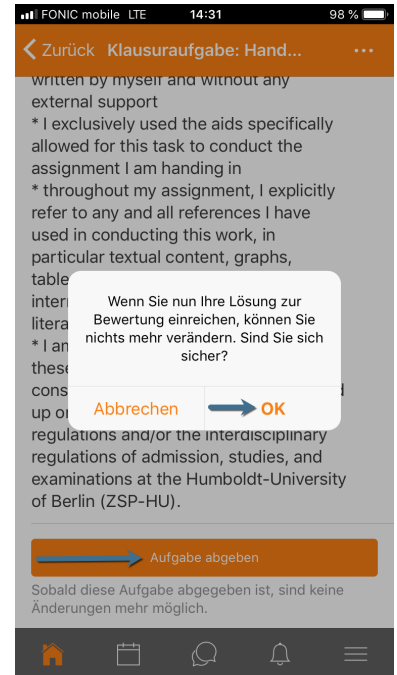 FONIC mobile LTE 14:31 98 %
Zurück Klausuraufgabe: Hand... ...
written by myself and without any
external support
* I exclusively used the aids specifically
allowed for this task to conduct the
assignment I am handing in
* throughout my assignment, I explicitly
refer to any and all references I have
used in conducting this work, in
particular textual content, graphs,
table
inter
litera
* I an
these
cons
up or
Wenn Sie nun Ihre Lösung zur
Bewertung einreichen, können Sie
nichts mehr verändern. Sind Sie sich
sicher?
Abbrechen OK
regulations and/or the interdisciplinary
regulations of admission, studies, and
examinations at the Humboldt-University
of Berlin (ZSP-HU).
Aufgabe abgeben
Sobald diese Aufgabe abgegeben ist, sind keine
Änderungen mehr möglich.